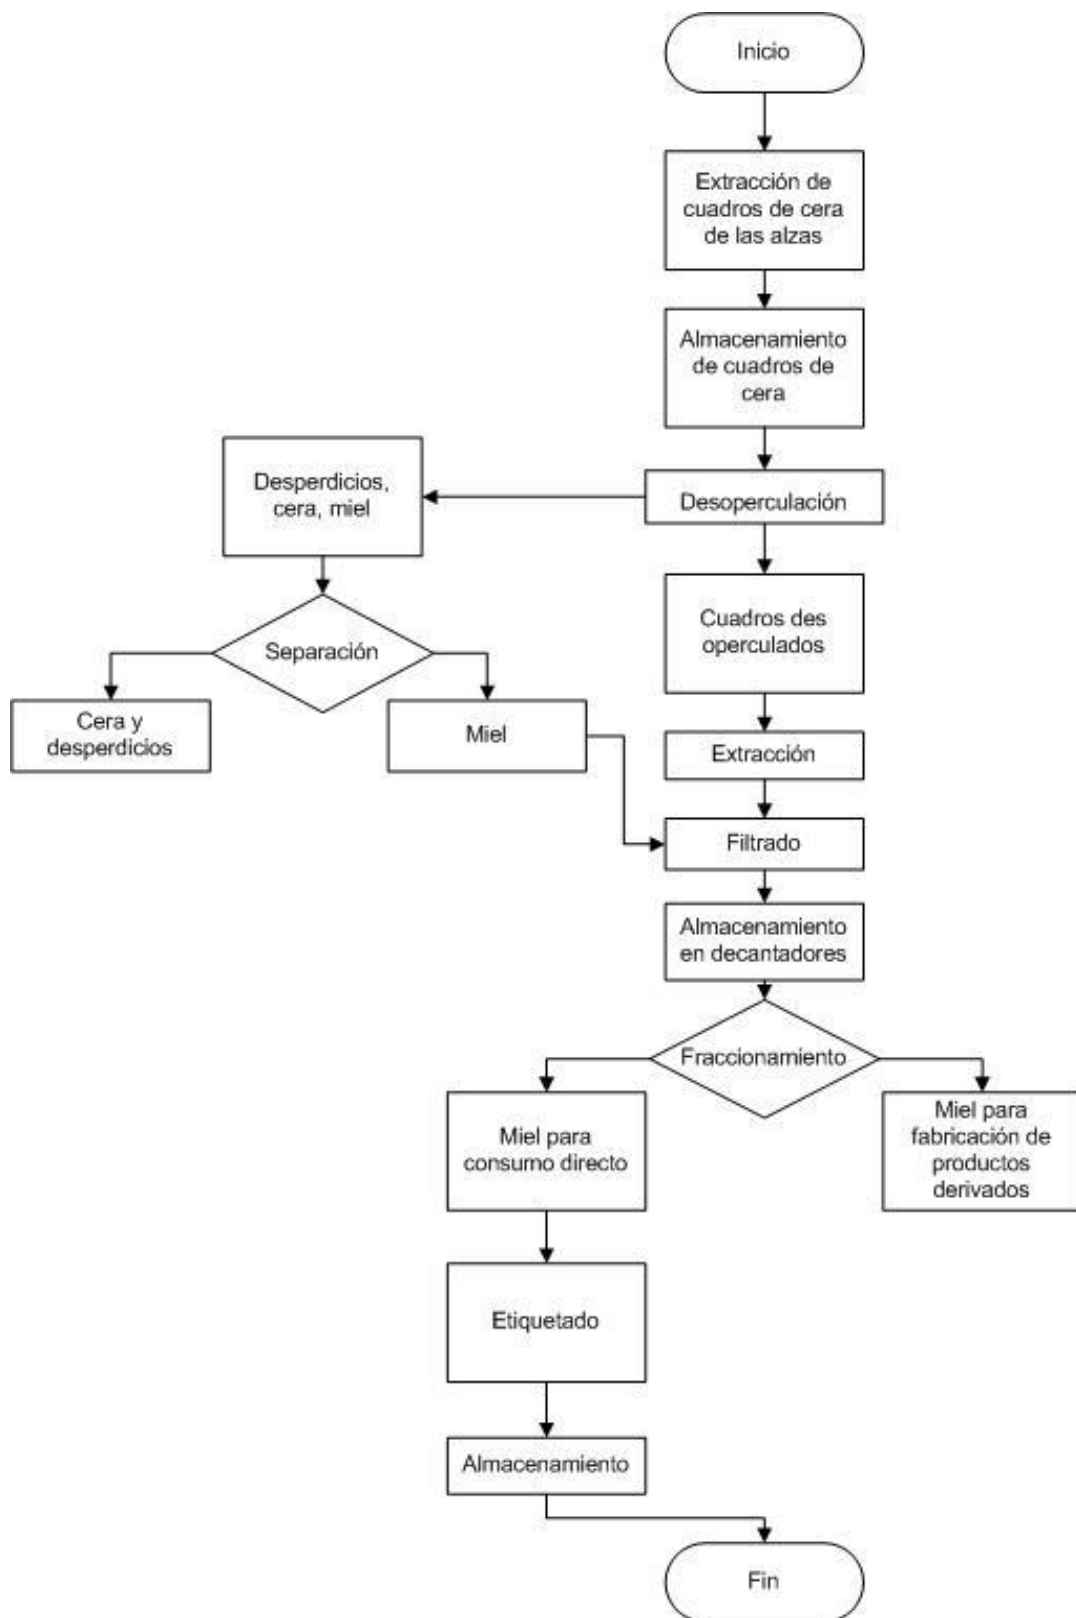 Inicio
Extracción de
cuadros de cera
de las alzas
Almacenamiento
de cuadros de
cera
Desperdicios,
cera, miel
Desoperculación
Cuadros des
operculados
Separación
Cera y
desperdicios
Miel
Extracción
Filtrado
Almacenamiento
en decantadores
Fraccionamiento
Miel para
consumo directo
Miel para
fabricación de
productos
derivados
Etiquetado
Almacenamiento
Fin